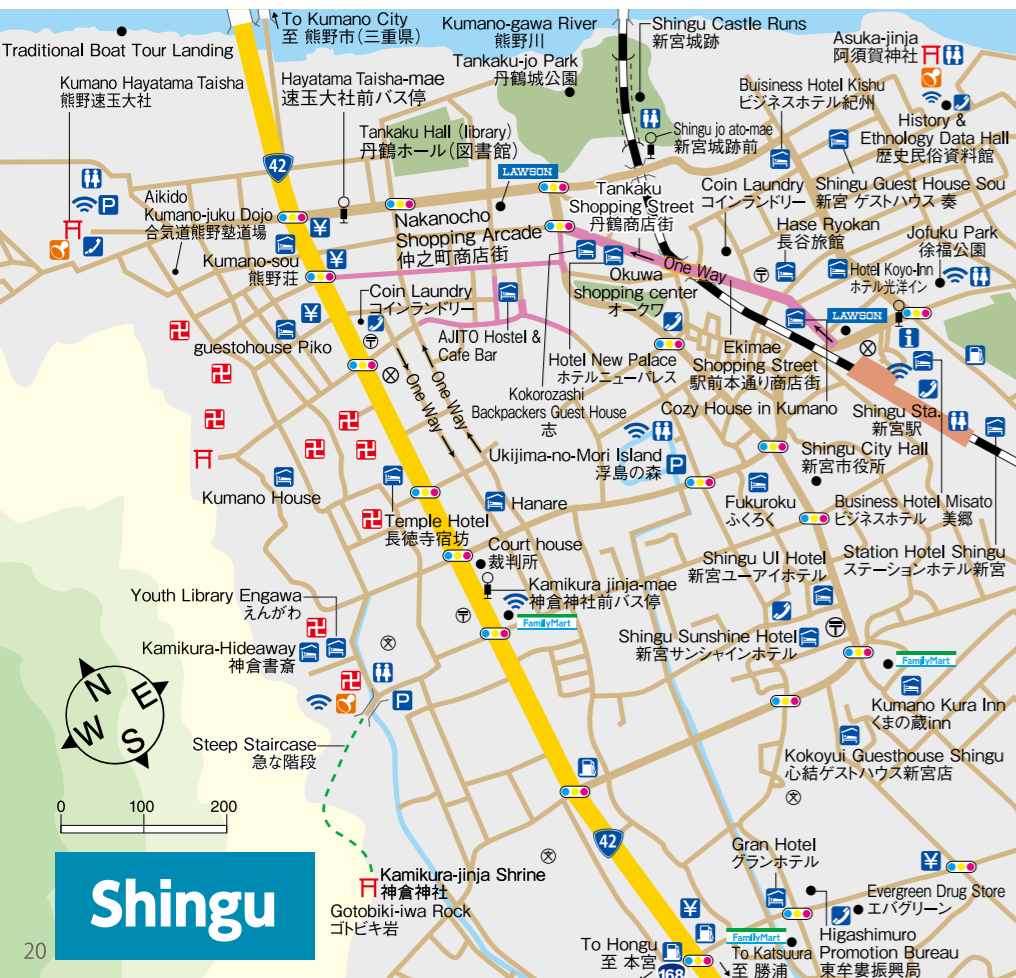 To Kumano City
至 熊野市(三重県)
Kumano-gawa River
熊野川
Shingu Castle Runs
新宮城跡
Traditional Boat Tour Landing
Tankaku-jo Park
丹鶴城公園
Asuka-jinja
阿須賀神社
Kumano Hayatama Taisha
熊野速玉大社
Hayatama Taisha-mae
速玉大社前バス停
Buisiness Hotel Kishu
ビジネスホテル紀州
History &
Ethnology Data Hall
歴史民俗資料館
Tankaku Hall (library)
丹鶴ホール(図書館)
Shingu jo ato-mae
新宮城跡前
42
LAWSON
P
Aikido
Kumano-juku Dojo
合気道熊野塾道場
Nakanocho
Shopping Arcade
仲之町商店街
Tankaku
Shopping Street
丹鶴商店街
Coin Laundry
コインランドリー
Shingu Guest House Sou
新宮 ゲストハウス 奏
Hase Ryokan
長谷旅館
Jofuku Park
徐福公園
¥
Kumano-sou
熊野荘
¥
One Way
Hotel Koyo-Inn
ホテル光洋イン
Okuwa
shopping center
オークワ
Coin Laundry
コインランドリー
LAWSON
¥
guestohouse Piko
AJITO Hostel &
Cafe Bar
Hotel New Palace
ホテルニューパレス
Ekimae
Shopping Street
駅前本通り商店街
One Way
One Way
Kokorozashi
Backpackers Guest House
志
Cozy House in Kumano
Shingu Sta.
新宮駅
Ukijima-no-Mori Island
浮島の森
P
Shingu City Hall
新宮市役所
Kumano House
Hanare
Fukuroku
ふくろく
Business Hotel Misato
ビジネスホテル 美郷
Temple Hotel
長徳寺宿坊
Court house
裁判所
Shingu UI Hotel
新宮ユーアイホテル
Station Hotel Shingu
ステーションホテル新宮
Kamikura jinja-mae
神倉神社前バス停
FamilyMart
Youth Library Engawa
えんがわ
Kamikura-Hideaway
神倉書斎
Shingu Sunshine Hotel
新宮サンシャインホテル
FamilyMart
P
Kumano Kura Inn
くまの蔵inn
N
E
W
S
Steep Staircase
急な階段
Kokoyui Guesthouse Shingu
心結ゲストハウス新宮店
0 100 200
42
Gran Hotel
グランホテル
Shingu
Kamikura-jinja Shrine
神倉神社
Gotobiki-iwa Rock
ゴトビキ岩
¥
Evergreen Drug Store
エバグリーン
¥
FamilyMart
Higashimuro
Promotion Bureau
東牟婁振興局
To Hongu
至 本宮
168
To Katsuura
至 勝浦
20